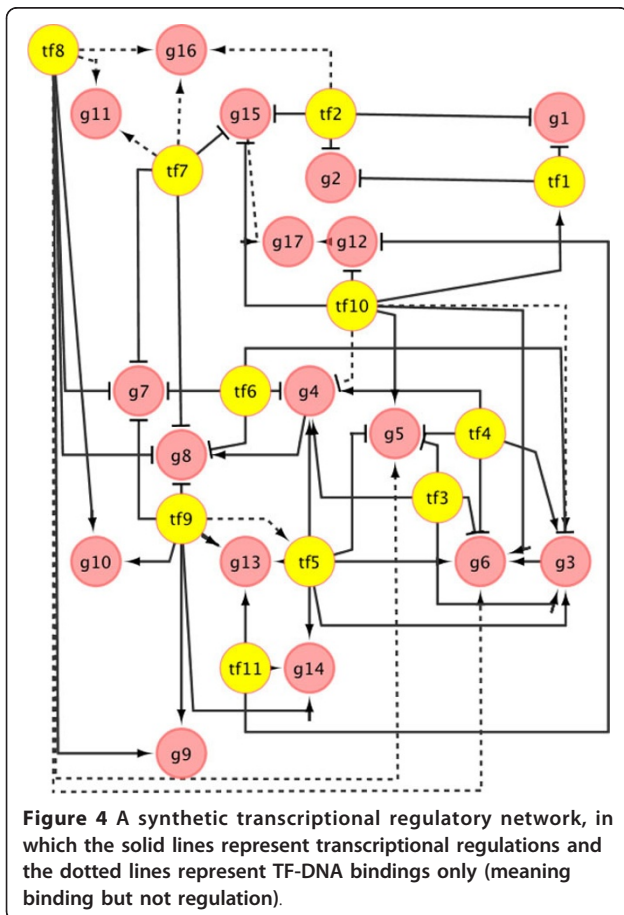 tf8
g16
g11
g15
tf2
g1
tf7
g2
tf1
g17
g12
tf10
g7
tf6
g4
g5
tf4
g8
tf3
tf9
g10
g13
tf5
g6
g3
tf11
g14
g9
Figure 4 A synthetic transcriptional regulatory network, in
which the solid lines represent transcriptional regulations and
the dotted lines represent TF-DNA bindings only (meaning
binding but not regulation).